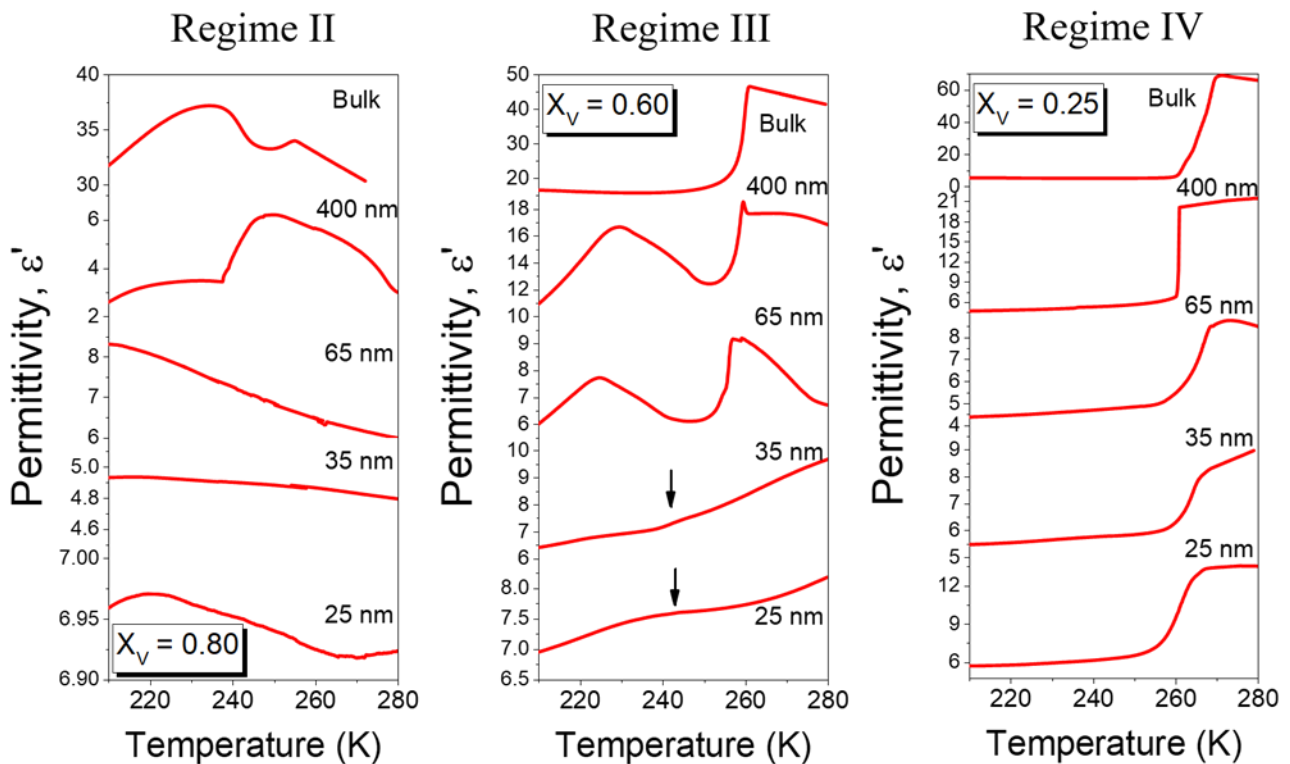 Regime II
Regime III
Regime IV
Permittivity, ε'
40
35
30
6
4
2
8
7
6
5.0
4.8
4.6
7.00
6.95
6.90
Bulk
400 nm
65 nm
35 nm
25 nm
X_V = 0.80
220 240 260 280
Temperature (K)
Permittivity, ε'
50
40
30
20
18
16
14
12
10
9
8
7
6
10
9
8
7
6
8.0
7.5
7.0
6.5
X_V = 0.60
Bulk
400 nm
65 nm
35 nm
25 nm
220 240 260 280
Temperature (K)
Permittivity, ε'
60
40
20
0
21
18
15
12
9
6
8
7
6
5
4
9
8
7
6
5
12
9
6
X_V = 0.25
Bulk
400 nm
65 nm
35 nm
25 nm
220 240 260 280
Temperature (K)